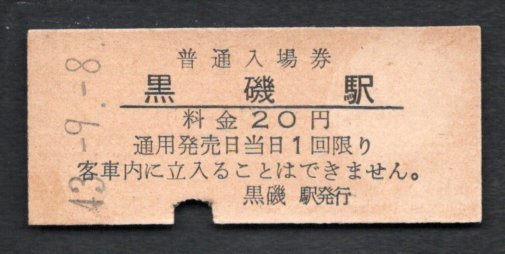 普通入場券
黒磯駅
料金20円
通用発売日当日1回限り
客車内に立入ることはできません。
黒磯 駅発行
43.-9.-8.